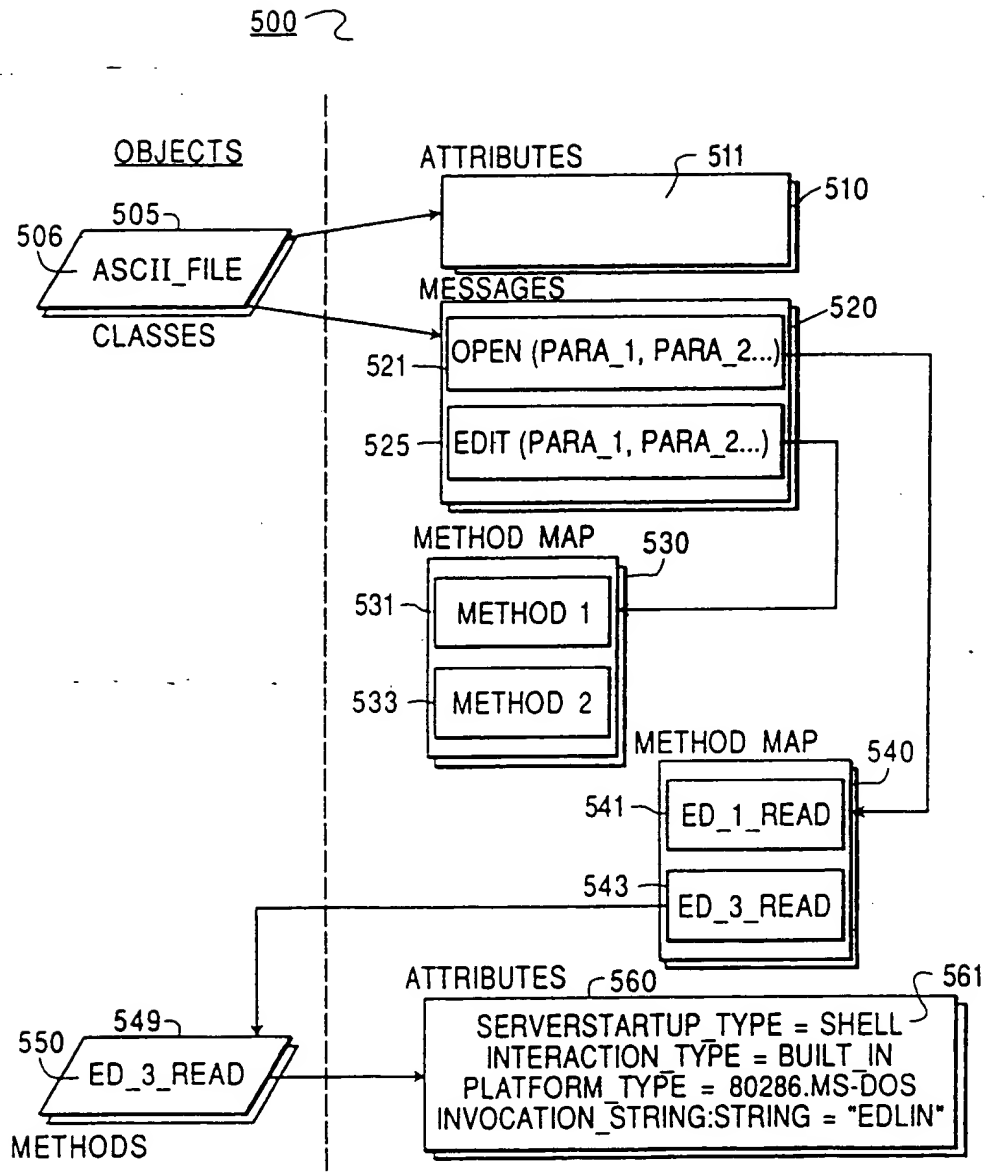 500
OBJECTS
ATTRIBUTES
511
510
505
506
ASCII_FILE
CLASSES
MESSAGES
520
521
OPEN (PARA_1, PARA_2...)
525
EDIT (PARA_1, PARA_2...)
METHOD MAP
530
531
METHOD 1
533
METHOD 2
METHOD MAP
540
541
ED_1_READ
543
ED_3_READ
ATTRIBUTES
560
561
SERVERSTARTUP_TYPE = SHELL
INTERACTION_TYPE = BUILT_IN
PLATFORM_TYPE = 80286.MS-DOS
INVOCATION_STRING:STRING = "EDLIN"
549
550
ED_3_READ
METHODS